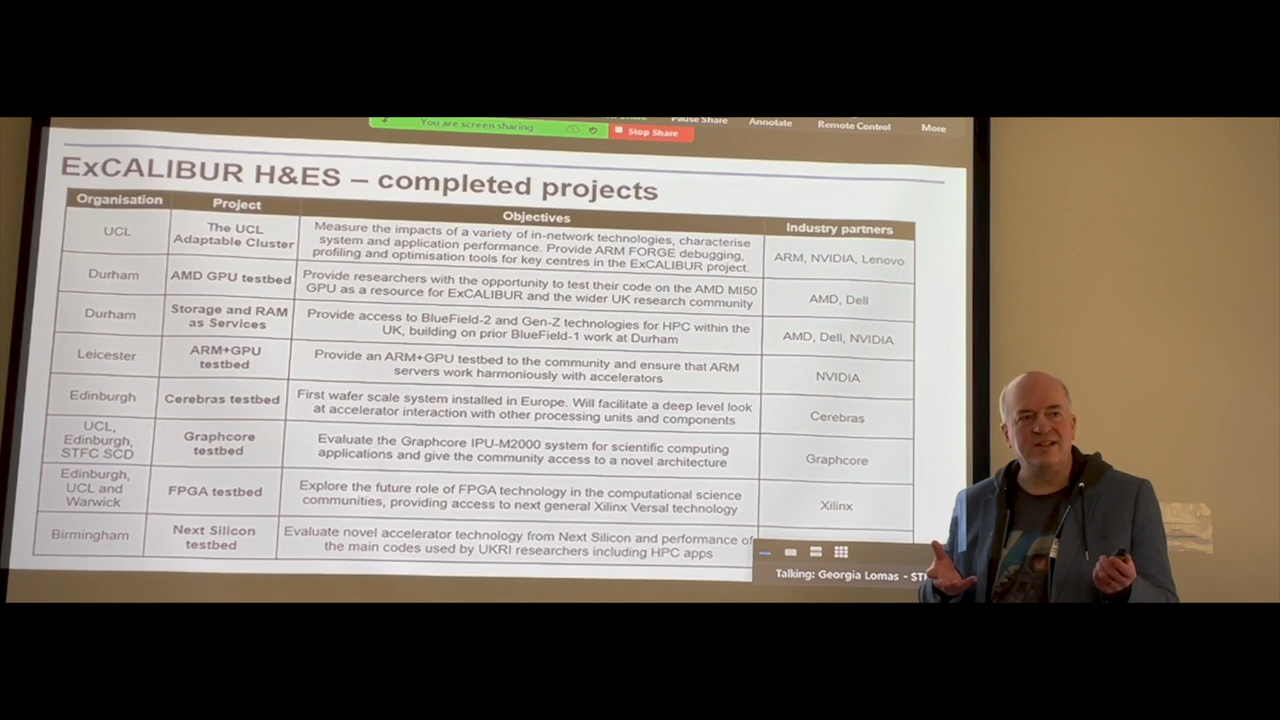 You are screen sharing
Stop Share
Pause Share
Annotate
Remote Control
More
ExCALIBUR H&ES – completed projects
Organisation
Project
Objectives
Industry partners
UCL
The UCL
Adaptable Cluster
Measure the impacts of a variety of in-network technologies, characterise
system and application performance. Provide ARM FORGE debugging,
profiling and optimisation tools for key centres in the ExCALIBUR project.
ARM, NVIDIA, Lenovo
Durham
AMD GPU testbed
Provide researchers with the opportunity to test their code on the AMD MI50
GPU as a resource for ExCALIBUR and the wider UK research community
AMD, Dell
Durham
Storage and RAM
as Services
Provide access to BlueField-2 and Gen-Z technologies for HPC within the
UK, building on prior BlueField-1 work at Durham
AMD, Dell, NVIDIA
Leicester
ARM+GPU
testbed
Provide an ARM+GPU testbed to the community and ensure that ARM
servers work harmoniously with accelerators
NVIDIA
Edinburgh
Cerebras testbed
First wafer scale system installed in Europe. Will facilitate a deep level look
at accelerator interaction with other processing units and components
Cerebras
UCL,
Edinburgh,
STFC SCD
Graphcore
testbed
Evaluate the Graphcore IPU-M2000 system for scientific computing
applications and give the community access to a novel architecture
Graphcore
Edinburgh,
UCL and
Warwick
FPGA testbed
Explore the future role of FPGA technology in the computational science
communities, providing access to next general Xilinx Versal technology
Xilinx
Birmingham
Next Silicon
testbed
Evaluate novel accelerator technology from Next Silicon and performance of
the main codes used by UKRI researchers including HPC apps
Talking: Georgia Lomas - ST